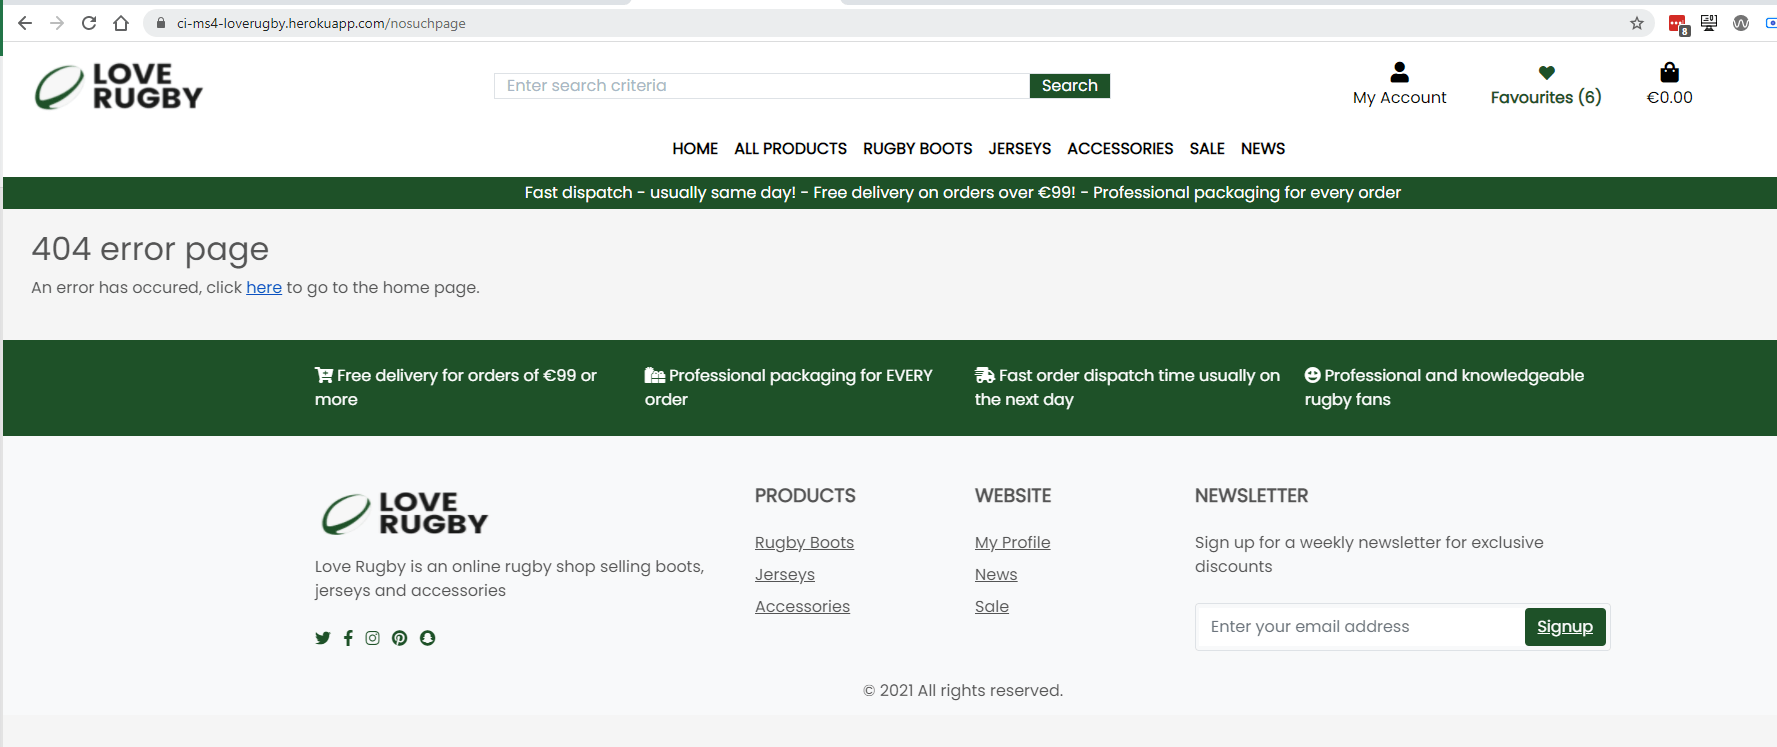 ci-ms4-loverugby.herokuapp.com/nosuchpage
8
LOVE
RUGBY
Enter search criteria
Search
My Account
Favourites (6)
€0.00
HOME ALL PRODUCTS RUGBY BOOTS JERSEYS ACCESSORIES SALE NEWS
Fast dispatch - usually same day! - Free delivery on orders over €99! - Professional packaging for every order
404 error page
An error has occured, click here to go to the home page.
Free delivery for orders of €99 or
more
Professional packaging for EVERY
order
Fast order dispatch time usually on
the next day
Professional and knowledgeable
rugby fans
LOVE
RUGBY
Love Rugby is an online rugby shop selling boots,
jerseys and accessories
PRODUCTS
Rugby Boots
Jerseys
Accessories
WEBSITE
My Profile
News
Sale
NEWSLETTER
Sign up for a weekly newsletter for exclusive
discounts
Enter your email address
Signup
© 2021 All rights reserved.